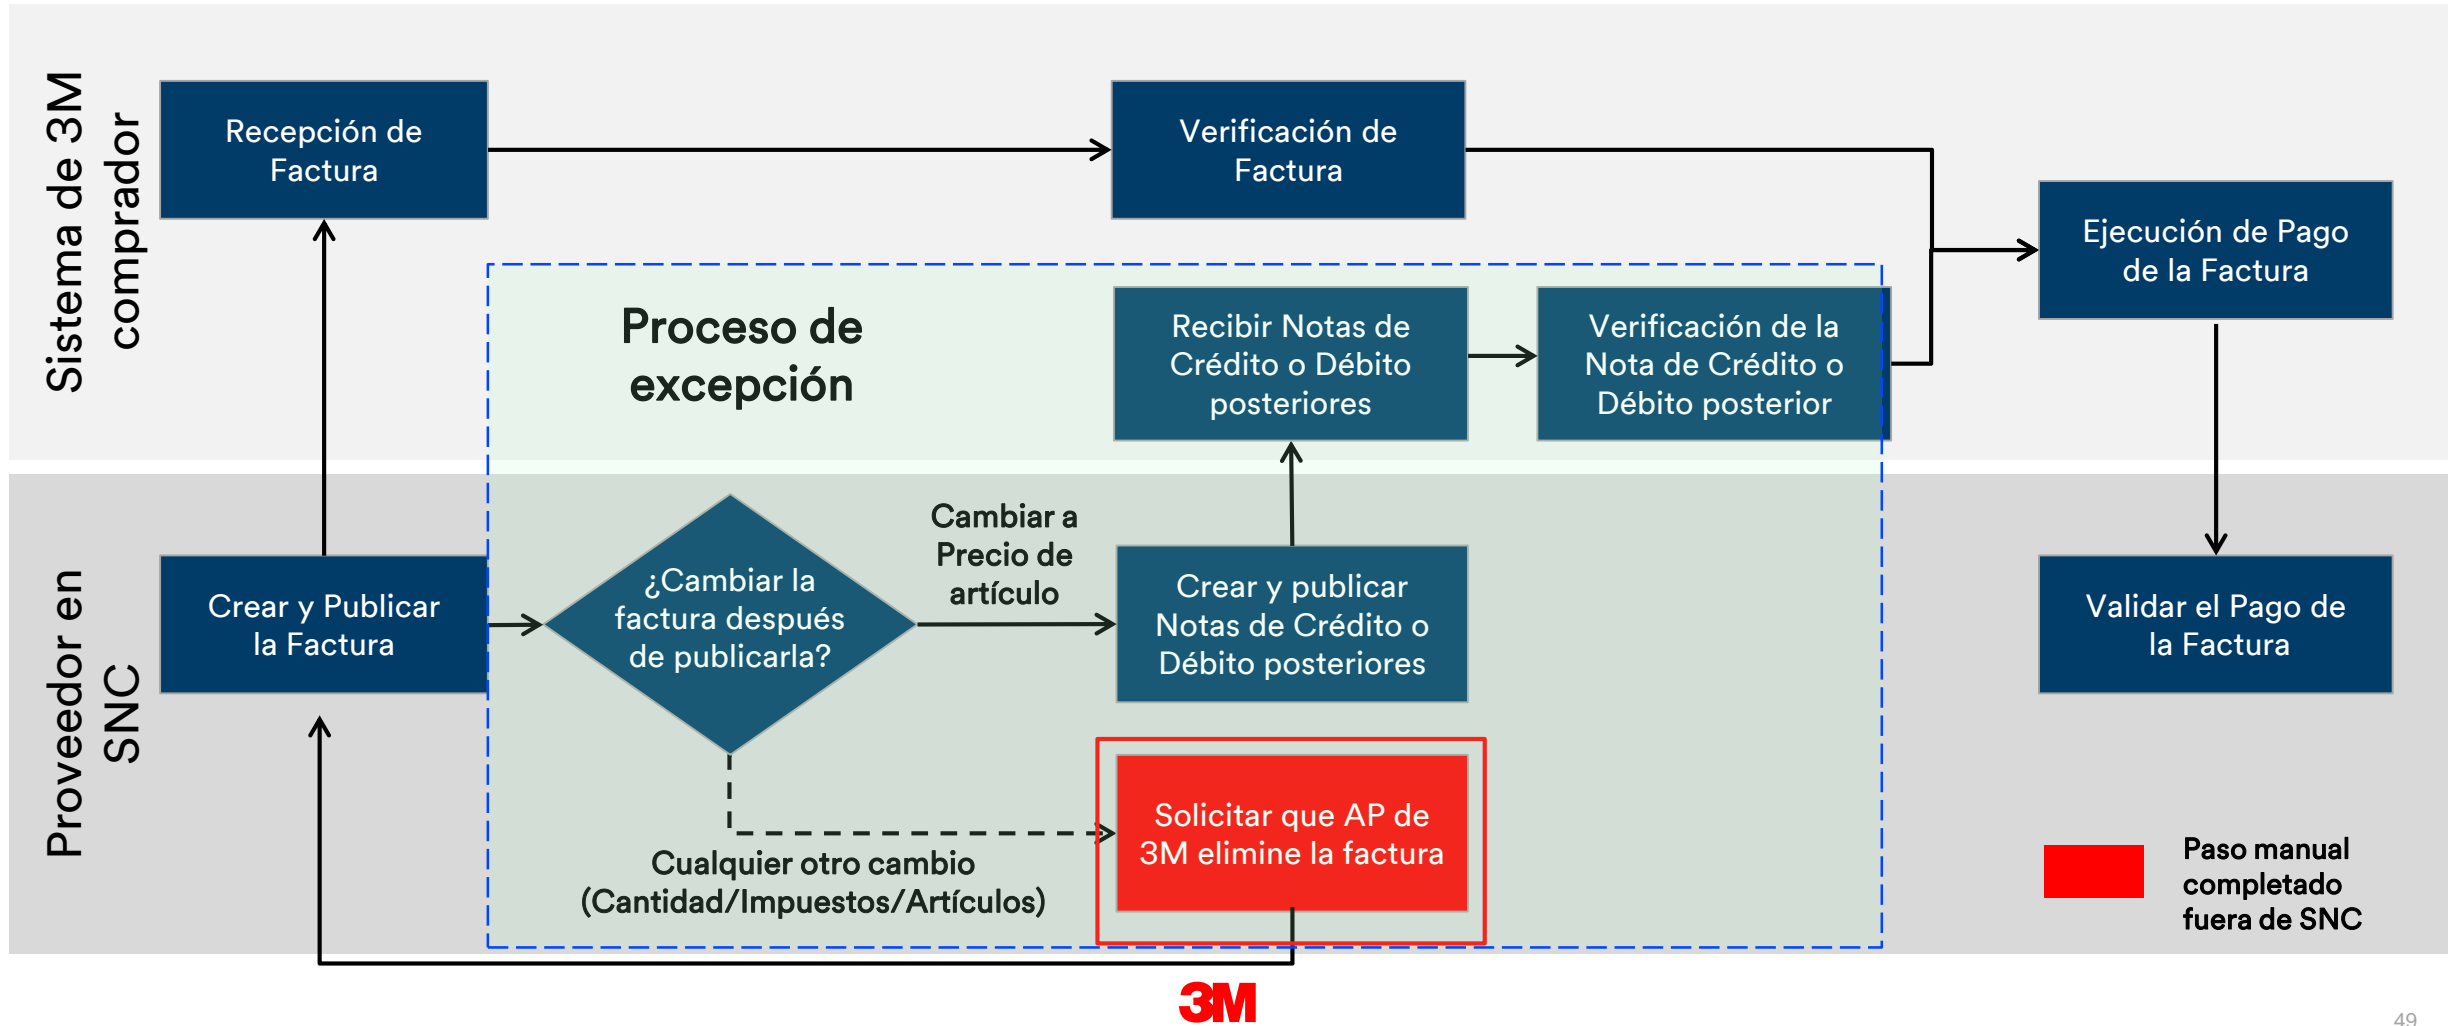 Sistema de 3M
comprador
Recepción de
Factura
Verificación de
Factura
Ejecución de Pago
de la Factura
Proceso de
excepción
Recibir Notas de
Crédito o Débito
posteriores
Verificación de la
Nota de Crédito o
Débito posterior
Proveedor en
SNC
Crear y Publicar
la Factura
¿Cambiar la
factura después
de publicarla?
Cambiar a
Precio de
artículo
Crear y publicar
Notas de Crédito o
Débito posteriores
Validar el Pago de
la Factura
Cualquier otro cambio
(Cantidad/Impuestos/Artículos)
Solicitar que AP de
3M elimine la factura
Paso manual
completado
fuera de SNC
3M
49